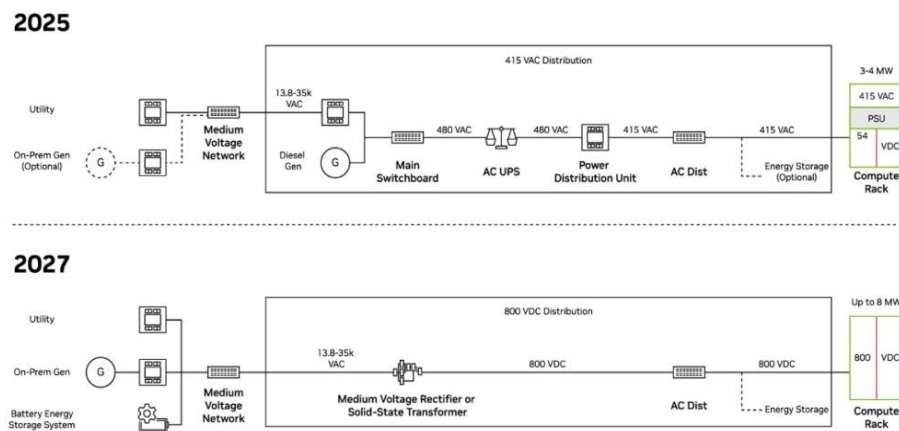 2025
415 VAC Distribution
3-4 MW
13.8-35k
VAC
415 VAC
Utility
PSU
480 VAC
480 VAC
415 VAC
415 VAC
54
VDC
Medium
Voltage
Network
On-Prem Gen
(Optional)
G
Diesel
Gen
G
Main
Switchboard
AC UPS
Power
Distribution Unit
AC Dist
Energy Storage
(Optional)
Compute
Rack
2027
800 VDC Distribution
Up to 8 MW
Utility
13.8-35k
VAC
800 VDC
800 VDC
800
VDC
On-Prem Gen
G
Medium
Voltage
Network
Medium Voltage Rectifier or
Solid-State Transformer
AC Dist
Energy Storage
Compute
Rack
Battery Energy
Storage System